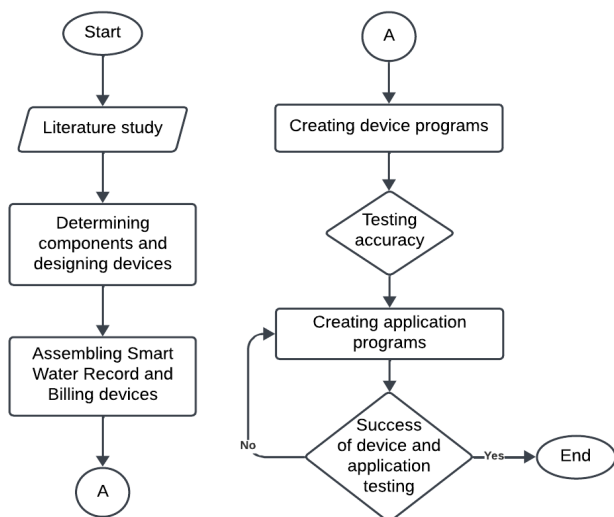 Start
Literature study
Determining
components and
designing devices
Assembling Smart
Water Record and
Billing devices
A
A
Creating device programs
Testing
accuracy
Creating application
programs
Success
of device and
application
testing
No
Yes
End